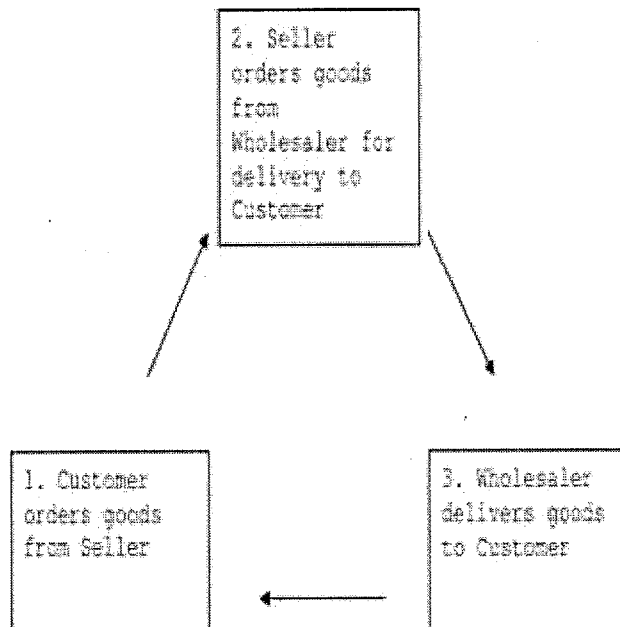 2. Seller
orders goods
from
Wholesaler for
delivery to
Customer
1. Customer
orders goods
from Seller
3. Wholesaler
delivers goods
to Customer